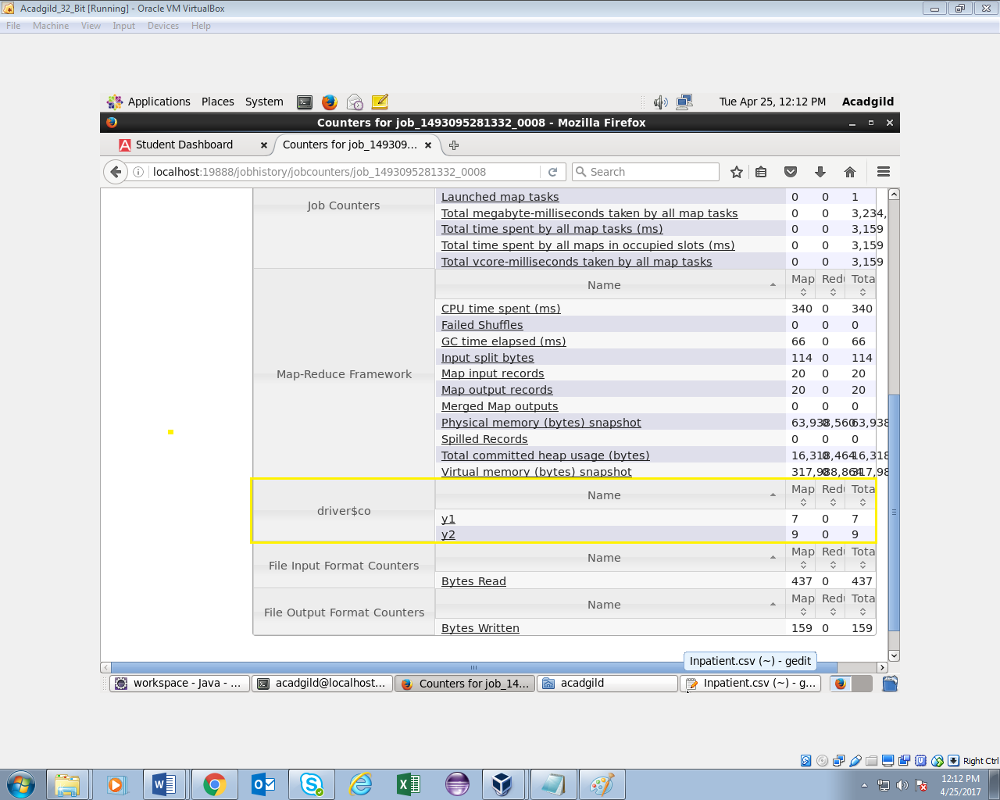 Acadgild_32_Bit [Running] - Oracle VM VirtualBox
File Machine View Input Devices Help
Applications Places System Tue Apr 25, 12:12 PM Acadgild
Counters for job_1493095281332_0008 - Mozilla Firefox
Student Dashboard Counters for job_149309...
localhost:19888/jobhistory/jobcounters/job_1493095281332_0008 Search
Job Counters
Launched map tasks 0 0 1
Total megabyte-milliseconds taken by all map tasks 0 0 3,234,
Total time spent by all map tasks (ms) 0 0 3,159
Total time spent by all maps in occupied slots (ms) 0 0 3,159
Total vcore-milliseconds taken by all map tasks 0 0 3,159
Map-Reduce Framework
Name Map Redu Tota
CPU time spent (ms) 340 0 340
Failed Shuffles 0 0 0
GC time elapsed (ms) 66 0 66
Input split bytes 114 0 114
Map input records 20 0 20
Map output records 20 0 20
Merged Map outputs 0 0 0
Physical memory (bytes) snapshot 63,938,560 0 63,938
Spilled Records 0 0 0
Total committed heap usage (bytes) 16,318,464 0 16,318
Virtual memory (bytes) snapshot 317,988,864 0 317,98
driver$co
Name Map Redu Tota
y1 7 0 7
y2 9 0 9
File Input Format Counters
Name Map Redu Tota
Bytes Read 437 0 437
File Output Format Counters
Name Map Redu Tota
Bytes Written 159 0 159
Inpatient.csv (~) - gedit
workspace - Java - ... acadgild@localhost... Counters for job_14... acadgild Inpatient.csv (~) - g...
Right Ctrl
12:12 PM
4/25/2017